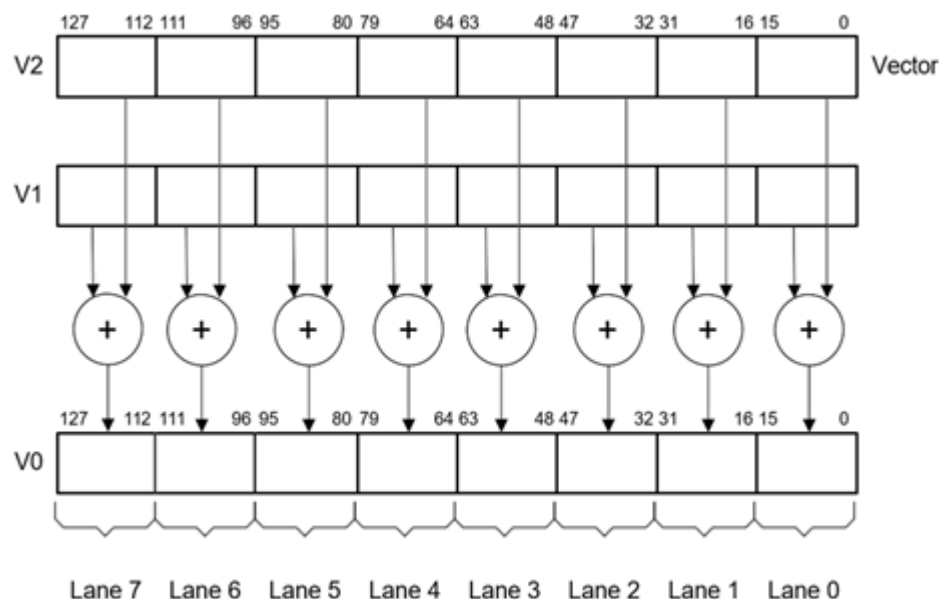 127 112 111 96 95 80 79 64 63 48 47 32 31 16 15 0
V2 Vector
V1
+ + + + + + + +
127 112 111 96 95 80 79 64 63 48 47 32 31 16 15 0
V0
Lane 7 Lane 6 Lane 5 Lane 4 Lane 3 Lane 2 Lane 1 Lane 0